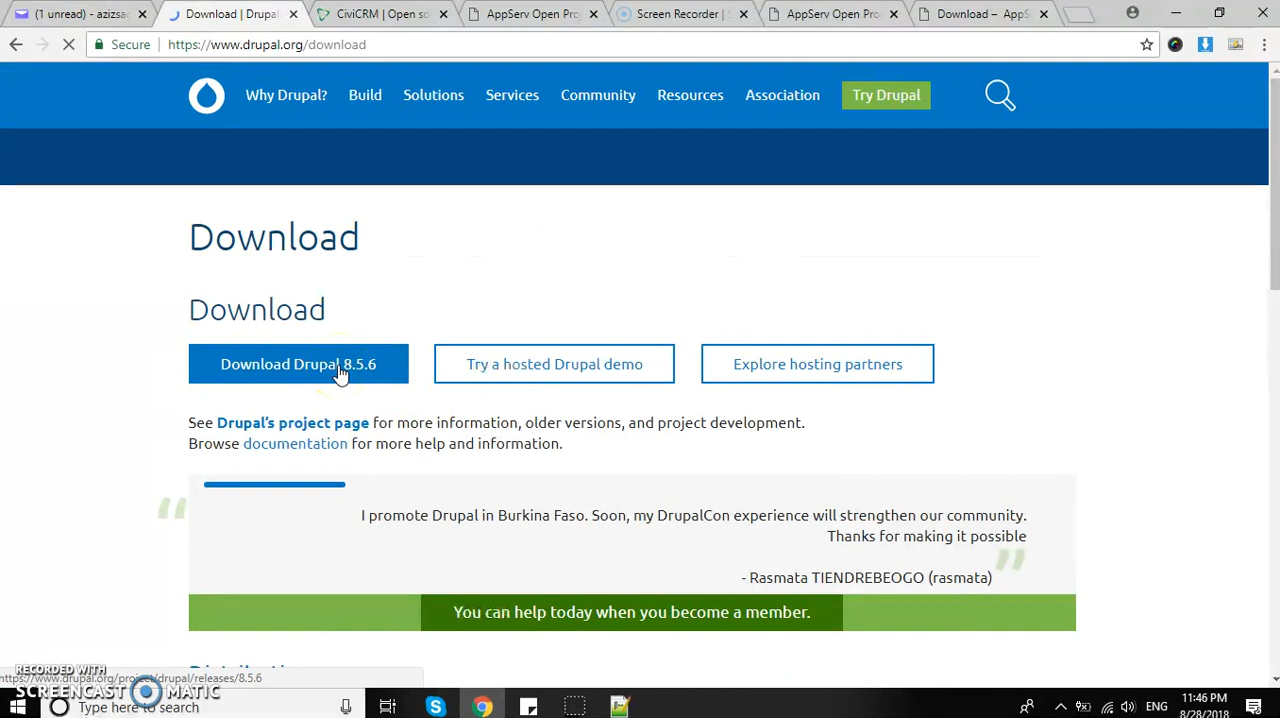 (1 unread) - azizsa
Download | Drupal
CiviCRM | Open so
AppServ Open Pro
Screen Recorder
AppServ Open Pro
Download – AppS
Secure
https://www.drupal.org/download
Why Drupal?
Build
Solutions
Services
Community
Resources
Association
Try Drupal
Download
Download
Download Drupal 8.5.6
Try a hosted Drupal demo
Explore hosting partners
See Drupal's project page for more information, older versions, and project development.
Browse documentation for more help and information.
“
I promote Drupal in Burkina Faso. Soon, my DrupalCon experience will strengthen our community.
Thanks for making it possible
”
- Rasmata TIENDREBEOGO (rasmata)
You can help today when you become a member.
https://www.drupal.org/project/drupal/releases/8.5.6
RECORDED WITH
SCREENCAST MATIC
Type here to search
ENG
11:46 PM
8/28/2018